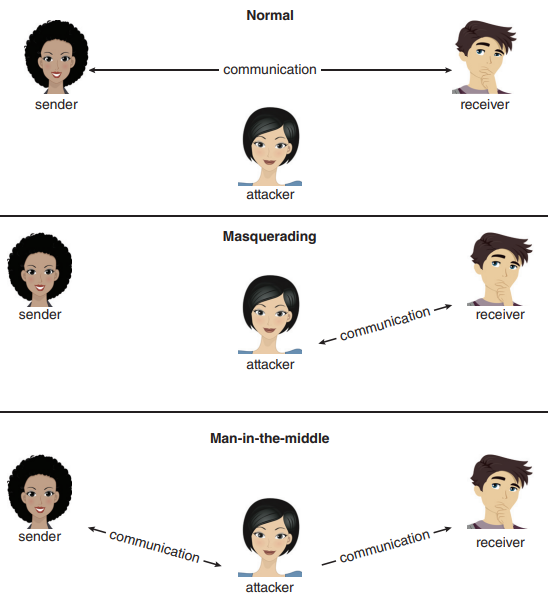 Normal
communication
sender
receiver
attacker
Masquerading
sender
communication
receiver
attacker
Man-in-the-middle
sender
communication
communication
receiver
attacker